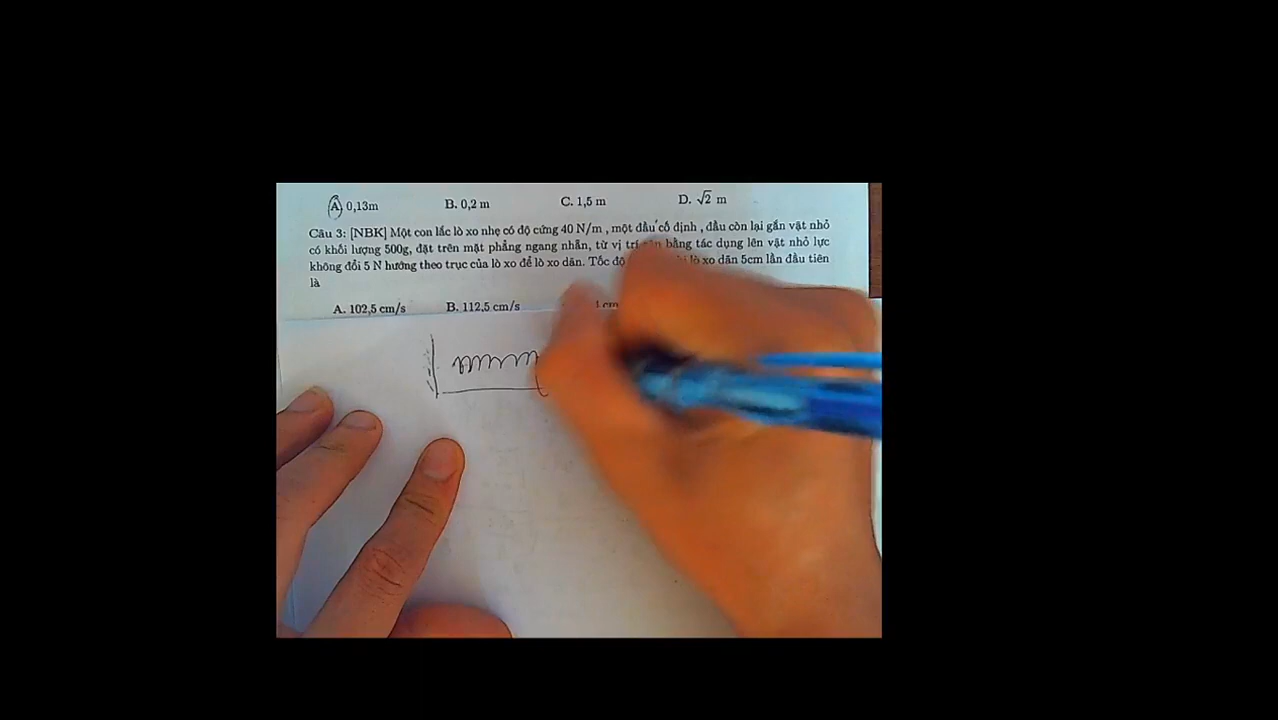 A 0,13m B. 0,2 m C. 1,5 m D. √2 m
Câu 3: [NBK] Một con lắc lò xo nhẹ có độ cứng 40 N/m , một đầu cố định , đầu còn lại gắn vật nhỏ
có khối lượng 500g, đặt trên mặt phẳng ngang nhẵn, từ vị trí bằng tác dụng lên vật nhỏ lực
không đổi 5 N hướng theo trục của lò xo để lò xo dãn. Tốc độ lò xo dãn 5cm lần đầu tiên
là
A. 102,5 cm/s B. 112,5 cm/s